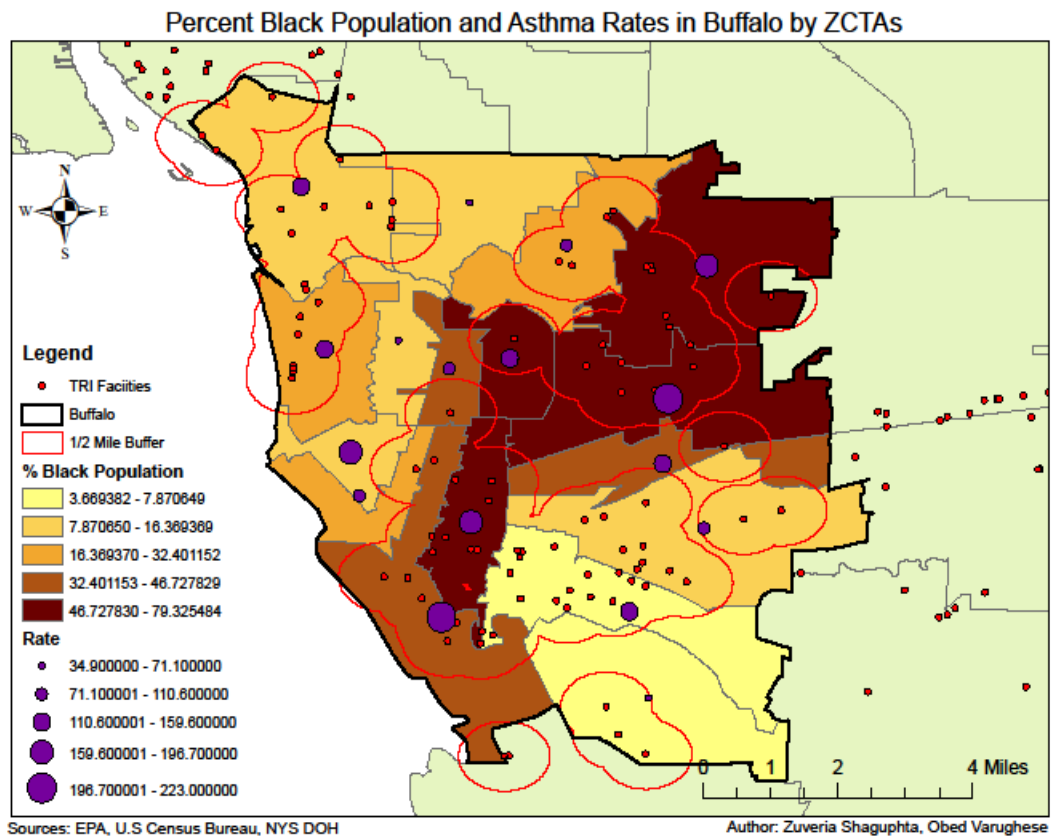 Percent Black Population and Asthma Rates in Buffalo by ZCTAs
N
W E
S
Legend
TRI Faciities
Buffalo
1/2 Mile Buffer
% Black Population
3.669382 - 7.870649
7.870650 - 16.369369
16.369370 - 32.401152
32.401153 - 46.727829
46.727830 - 79.325484
Rate
34.900000 - 71.100000
71.100001 - 110.600000
110.600001 - 159.600000
159.600001 - 196.700000
196.700001 - 223.000000
0 1 2 4 Miles
Sources: EPA, U.S Census Bureau, NYS DOH
Author: Zuveria Shaguphta, Obed Varughese